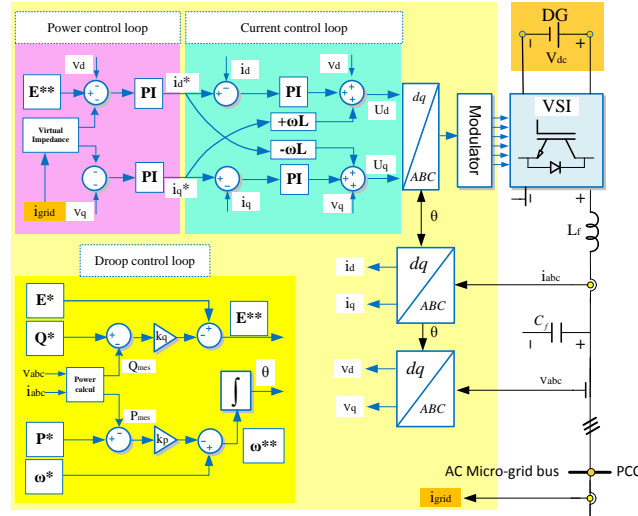 Power control loop
Current control loop
DG
Vdc
Vd
E**
PI
id*
id
PI
Vd
Ud
dq
ABC
Modulator
VSI
Virtual
Impedance
+ωL
-ωL
PI
iq*
iq
PI
Uq
Vq
igrid
Vq
θ
Lf
Droop control loop
id
iq
dq
ABC
iabc
E*
E**
Q*
kq
θ
Cf
vabc
iabc
Power
calcul
Qmes
Pmes
∫
θ
Vd
Vq
dq
ABC
vabc
P*
kp
ω**
ω*
AC Micro-grid bus
PCC
igrid